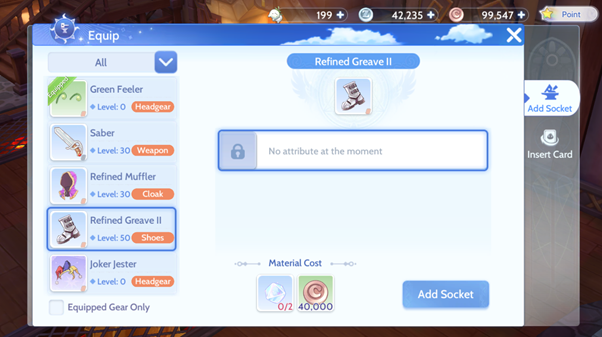 199 +
42,235 +
99,547 +
Point
Equip
All
Equipped
Green Feeler
Level: 0 Headgear
Saber
Level: 30 Weapon
Refined Muffler
Level: 30 Cloak
Refined Greave II
Level: 50 Shoes
Joker Jester
Level: 0 Headgear
Equipped Gear Only
Refined Greave II
No attribute at the moment
Material Cost
0/2
40,000
Add Socket
Add Socket
Insert Card